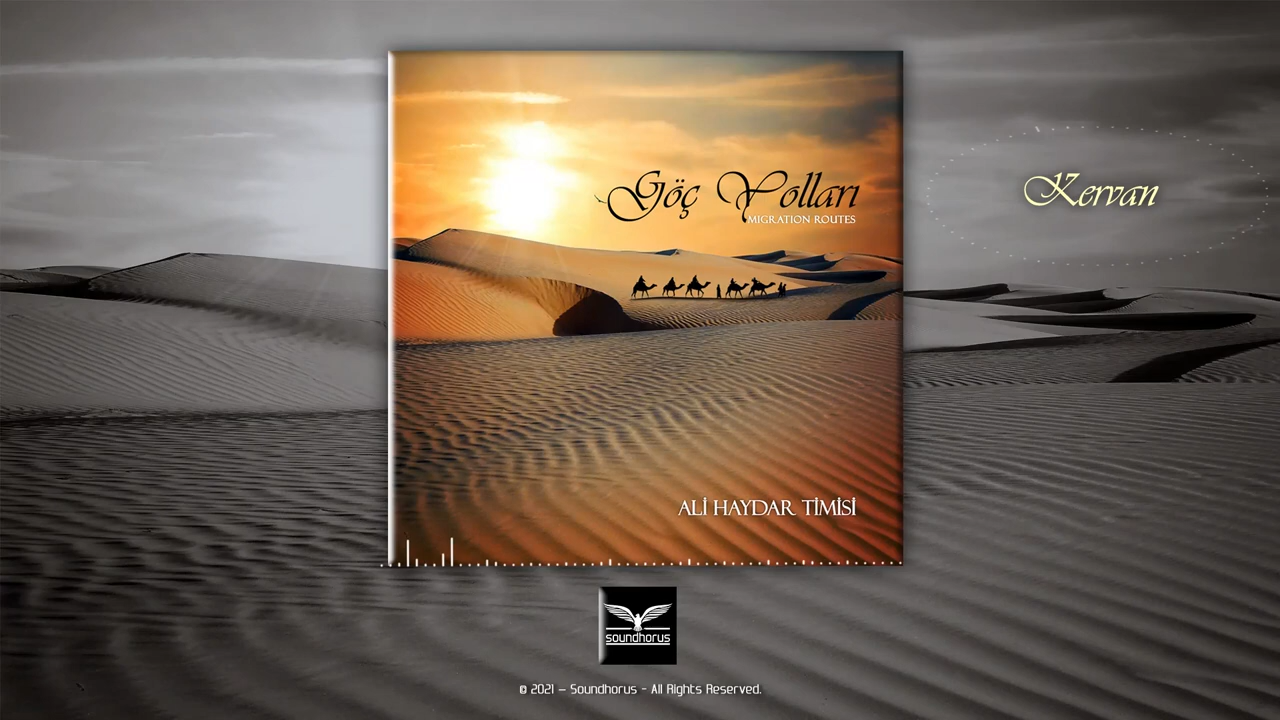 Göç Yolları
MIGRATION ROUTES
Kervan
ALİ HAYDAR TİMİSİ
soundhorus
© 2021 – Soundhorus - All Rights Reserved.